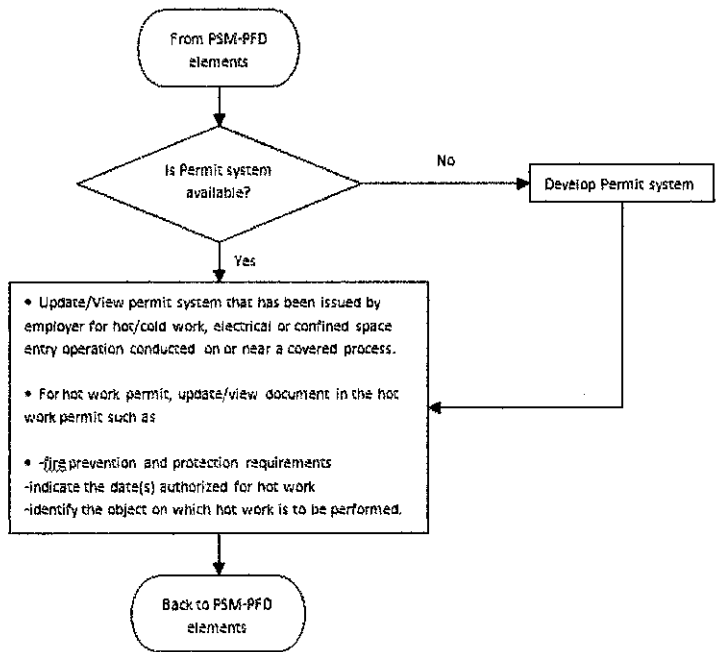 From PSM-PFD
elements
Is Permit system
available?
No
Develop Permit system
Yes
• Update/View permit system that has been issued by
employer for hot/cold work, electrical or confined space
entry operation conducted on or near a covered process.
• For hot work permit, update/view document in the hot
work permit such as
• -fire prevention and protection requirements
-indicate the date(s) authorized for hot work
-identify the object on which hot work is to be performed.
Back to PSM-PFD
elements